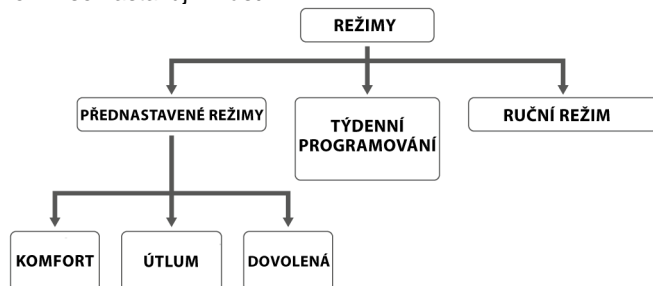 REŽIMY
PŘEDNASTAVENÉ REŽIMY
TÝDENNÍ
PROGRAMOVÁNÍ
RUČNÍ REŽIM
KOMFORT
ÚTLUM
DOVOLENÁ